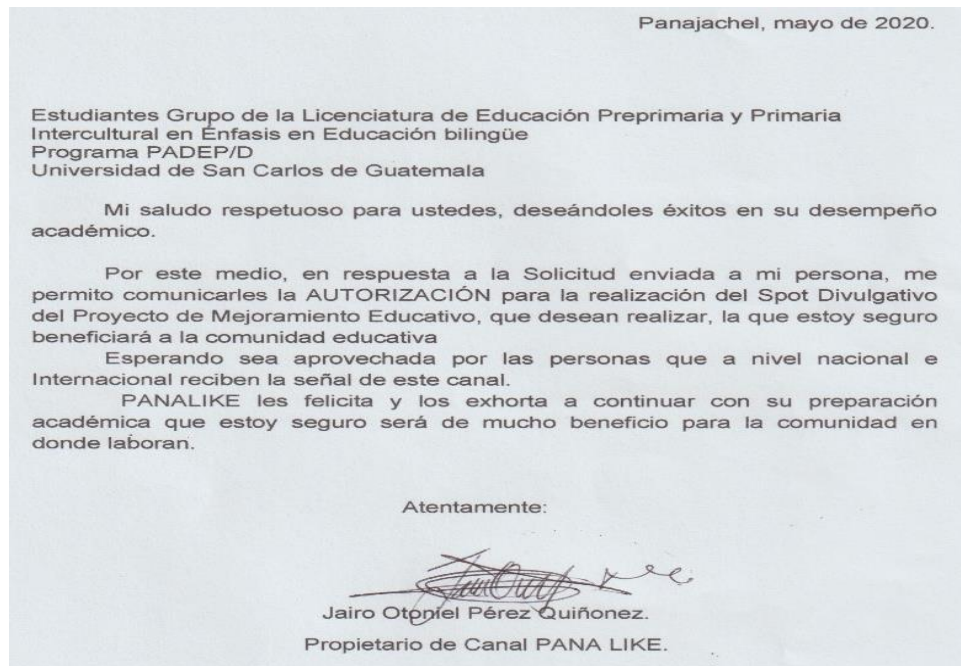 Panajachel, mayo de 2020.
Estudiantes Grupo de la Licenciatura de Educación Preprimaria y Primaria
Intercultural en Énfasis en Educación bilingüe
Programa PADEP/D
Universidad de San Carlos de Guatemala
Mi saludo respetuoso para ustedes, deseándoles éxitos en su desempeño
académico.
Por este medio, en respuesta a la Solicitud enviada a mi persona, me
permito comunicarles la AUTORIZACIÓN para la realización del Spot Divulgativo
del Proyecto de Mejoramiento Educativo, que desean realizar, la que estoy seguro
beneficiará a la comunidad educativa
Esperando sea aprovechada por las personas que a nivel nacional e
Internacional reciben la señal de este canal.
PANALIKE les felicita y los exhorta a continuar con su preparación
académica que estoy seguro será de mucho beneficio para la comunidad en
donde laboran.
Atentamente:
Jairo Otoniel Pérez Quiñonez.
Propietario de Canal PANA LIKE.